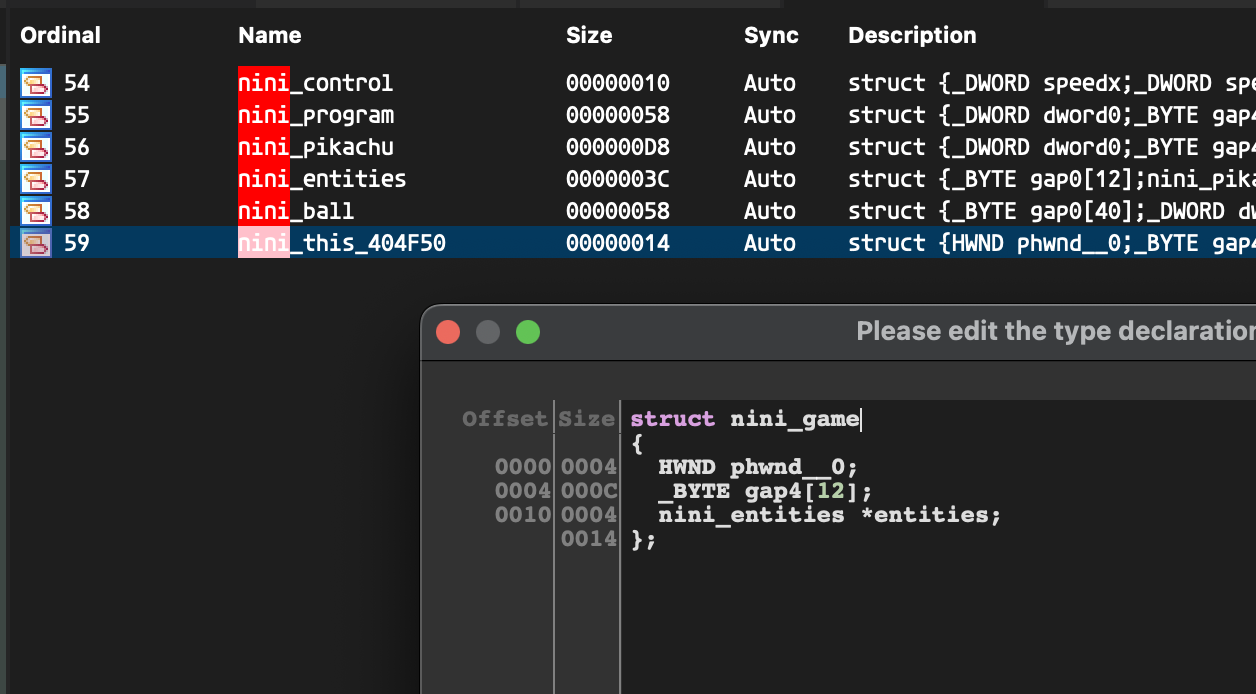 Ordinal Name Size Sync Description
54 nini_control 00000010 Auto struct {_DWORD speedx;_DWORD spe
55 nini_program 00000058 Auto struct {_DWORD dword0;_BYTE gap4
56 nini_pikachu 000000D8 Auto struct {_DWORD dword0;_BYTE gap4
57 nini_entities 0000003C Auto struct {_BYTE gap0[12];nini_pika
58 nini_ball 00000058 Auto struct {_BYTE gap0[40];_DWORD dw
59 nini_this_404F50 00000014 Auto struct {HWND phwnd__0;_BYTE gap4
Please edit the type declaration
Offset Size struct nini_game
{
0000 0004 HWND phwnd__0;
0004 000C _BYTE gap4[12];
0010 0004 nini_entities *entities;
0014 };